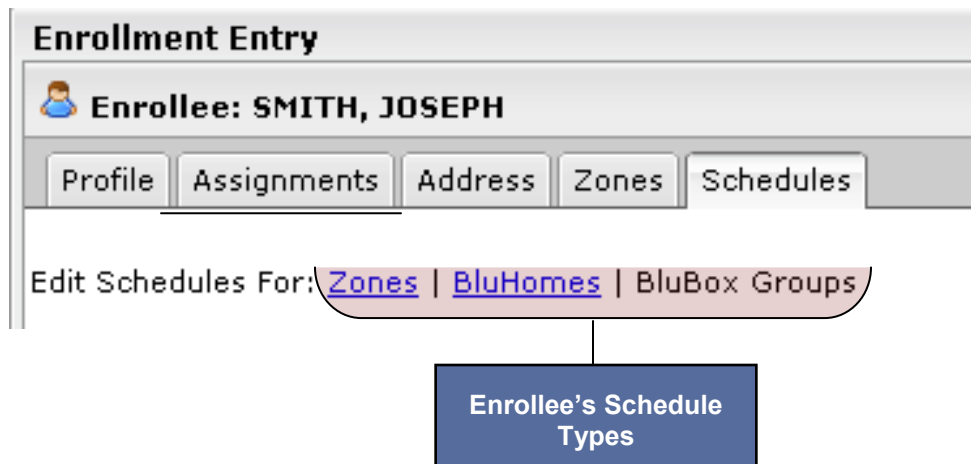 Enrollment Entry
Enrollee: SMITH, JOSEPH
Profile Assignments Address Zones Schedules
Edit Schedules For: Zones | BluHomes | BluBox Groups
Enrollee's Schedule
Types